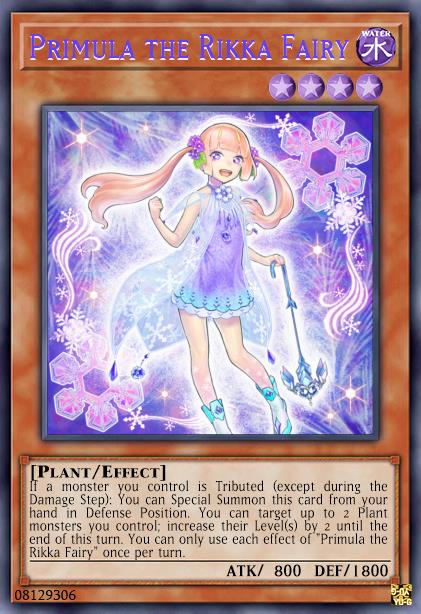 PRIMULA THE RIKKA FAIRY
WATER
水
[PLANT/EFFECT]
If a monster you control is Tributed (except during the
Damage Step): You can Special Summon this card from your
hand in Defense Position. You can target up to 2 Plant
monsters you control; increase their Level(s) by 2 until the
end of this turn. You can only use each effect of "Primula the
Rikka Fairy" once per turn.
ATK/ 800 DEF/1800
08129306